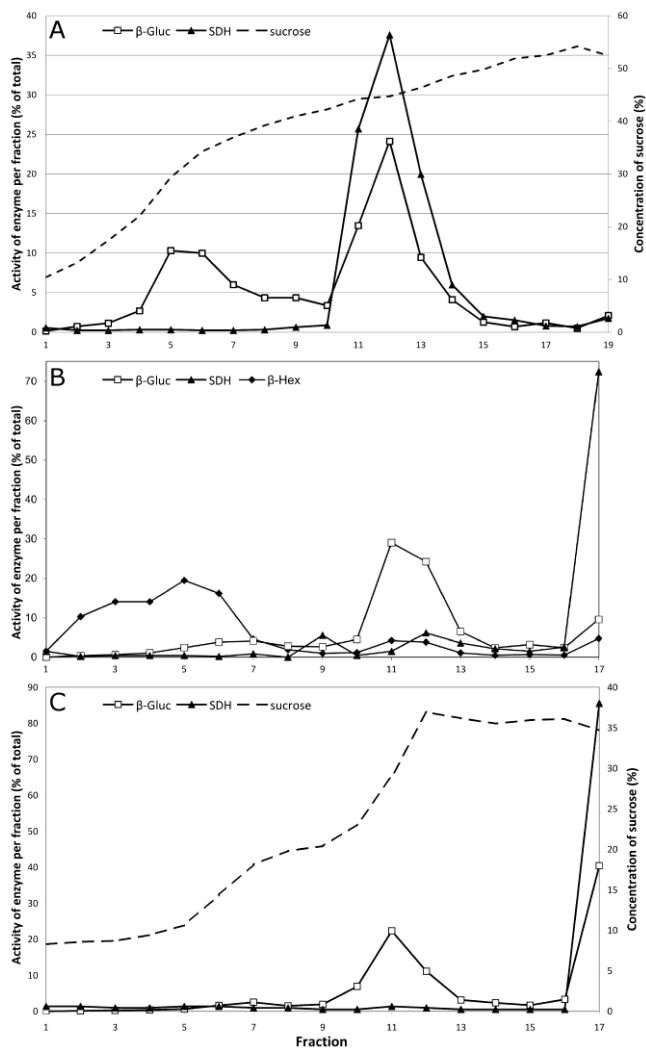 A
β-Gluc SDH sucrose
Activity of enzyme per fraction (% of total)
40
35
30
25
20
15
10
5
0
Concentration of sucrose (%)
60
50
40
30
20
10
0
1 3 5 7 9 11 13 15 17 19
B
β-Gluc SDH β-Hex
Activity of enzyme per fraction (% of total)
70
60
50
40
30
20
10
0
1 3 5 7 9 11 13 15 17
C
β-Gluc SDH sucrose
Activity of enzyme per fraction (% of total)
90
80
70
60
50
40
30
20
10
0
Concentration of sucrose (%)
40
35
30
25
20
15
10
5
0
1 3 5 7 9 11 13 15 17
Fraction